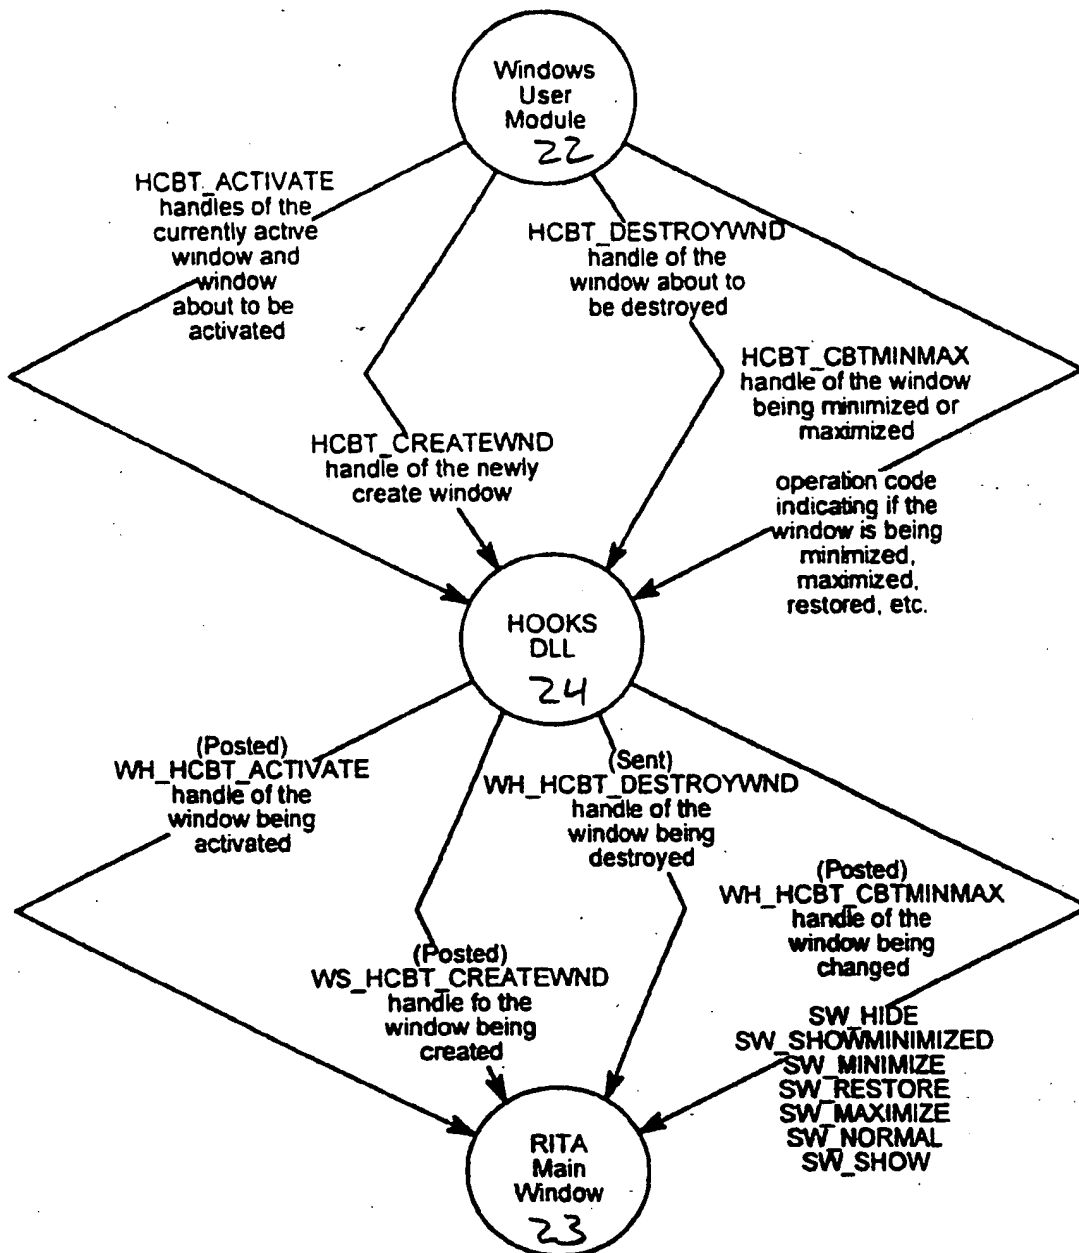 Windows
User
Module
22
HCBT_ACTIVATE
handles of the
currently active
window and
window
about to be
activated
HCBT_DESTROYWND
handle of the
window about to
be destroyed
HCBT_CBTMINMAX
handle of the window
being minimized or
maximized
operation code
indicating if the
window is being
minimized,
maximized,
restored, etc.
HCBT_CREATEWND
handle of the newly
create window
HOOKS
DLL
24
(Posted)
WH_HCBT_ACTIVATE
handle of the
window being
activated
(Sent)
WH_HCBT_DESTROYWND
handle of the
window being
destroyed
(Posted)
WH_HCBT_CBTMINMAX
handle of the
window being
changed
SW_HIDE
SW_SHOWMINIMIZED
SW_MINIMIZE
SW_RESTORE
SW_MAXIMIZE
SW_NORMAL
SW_SHOW
(Posted)
WS_HCBT_CREATEWND
handle fo the
window being
created
RITA
Main
Window
23